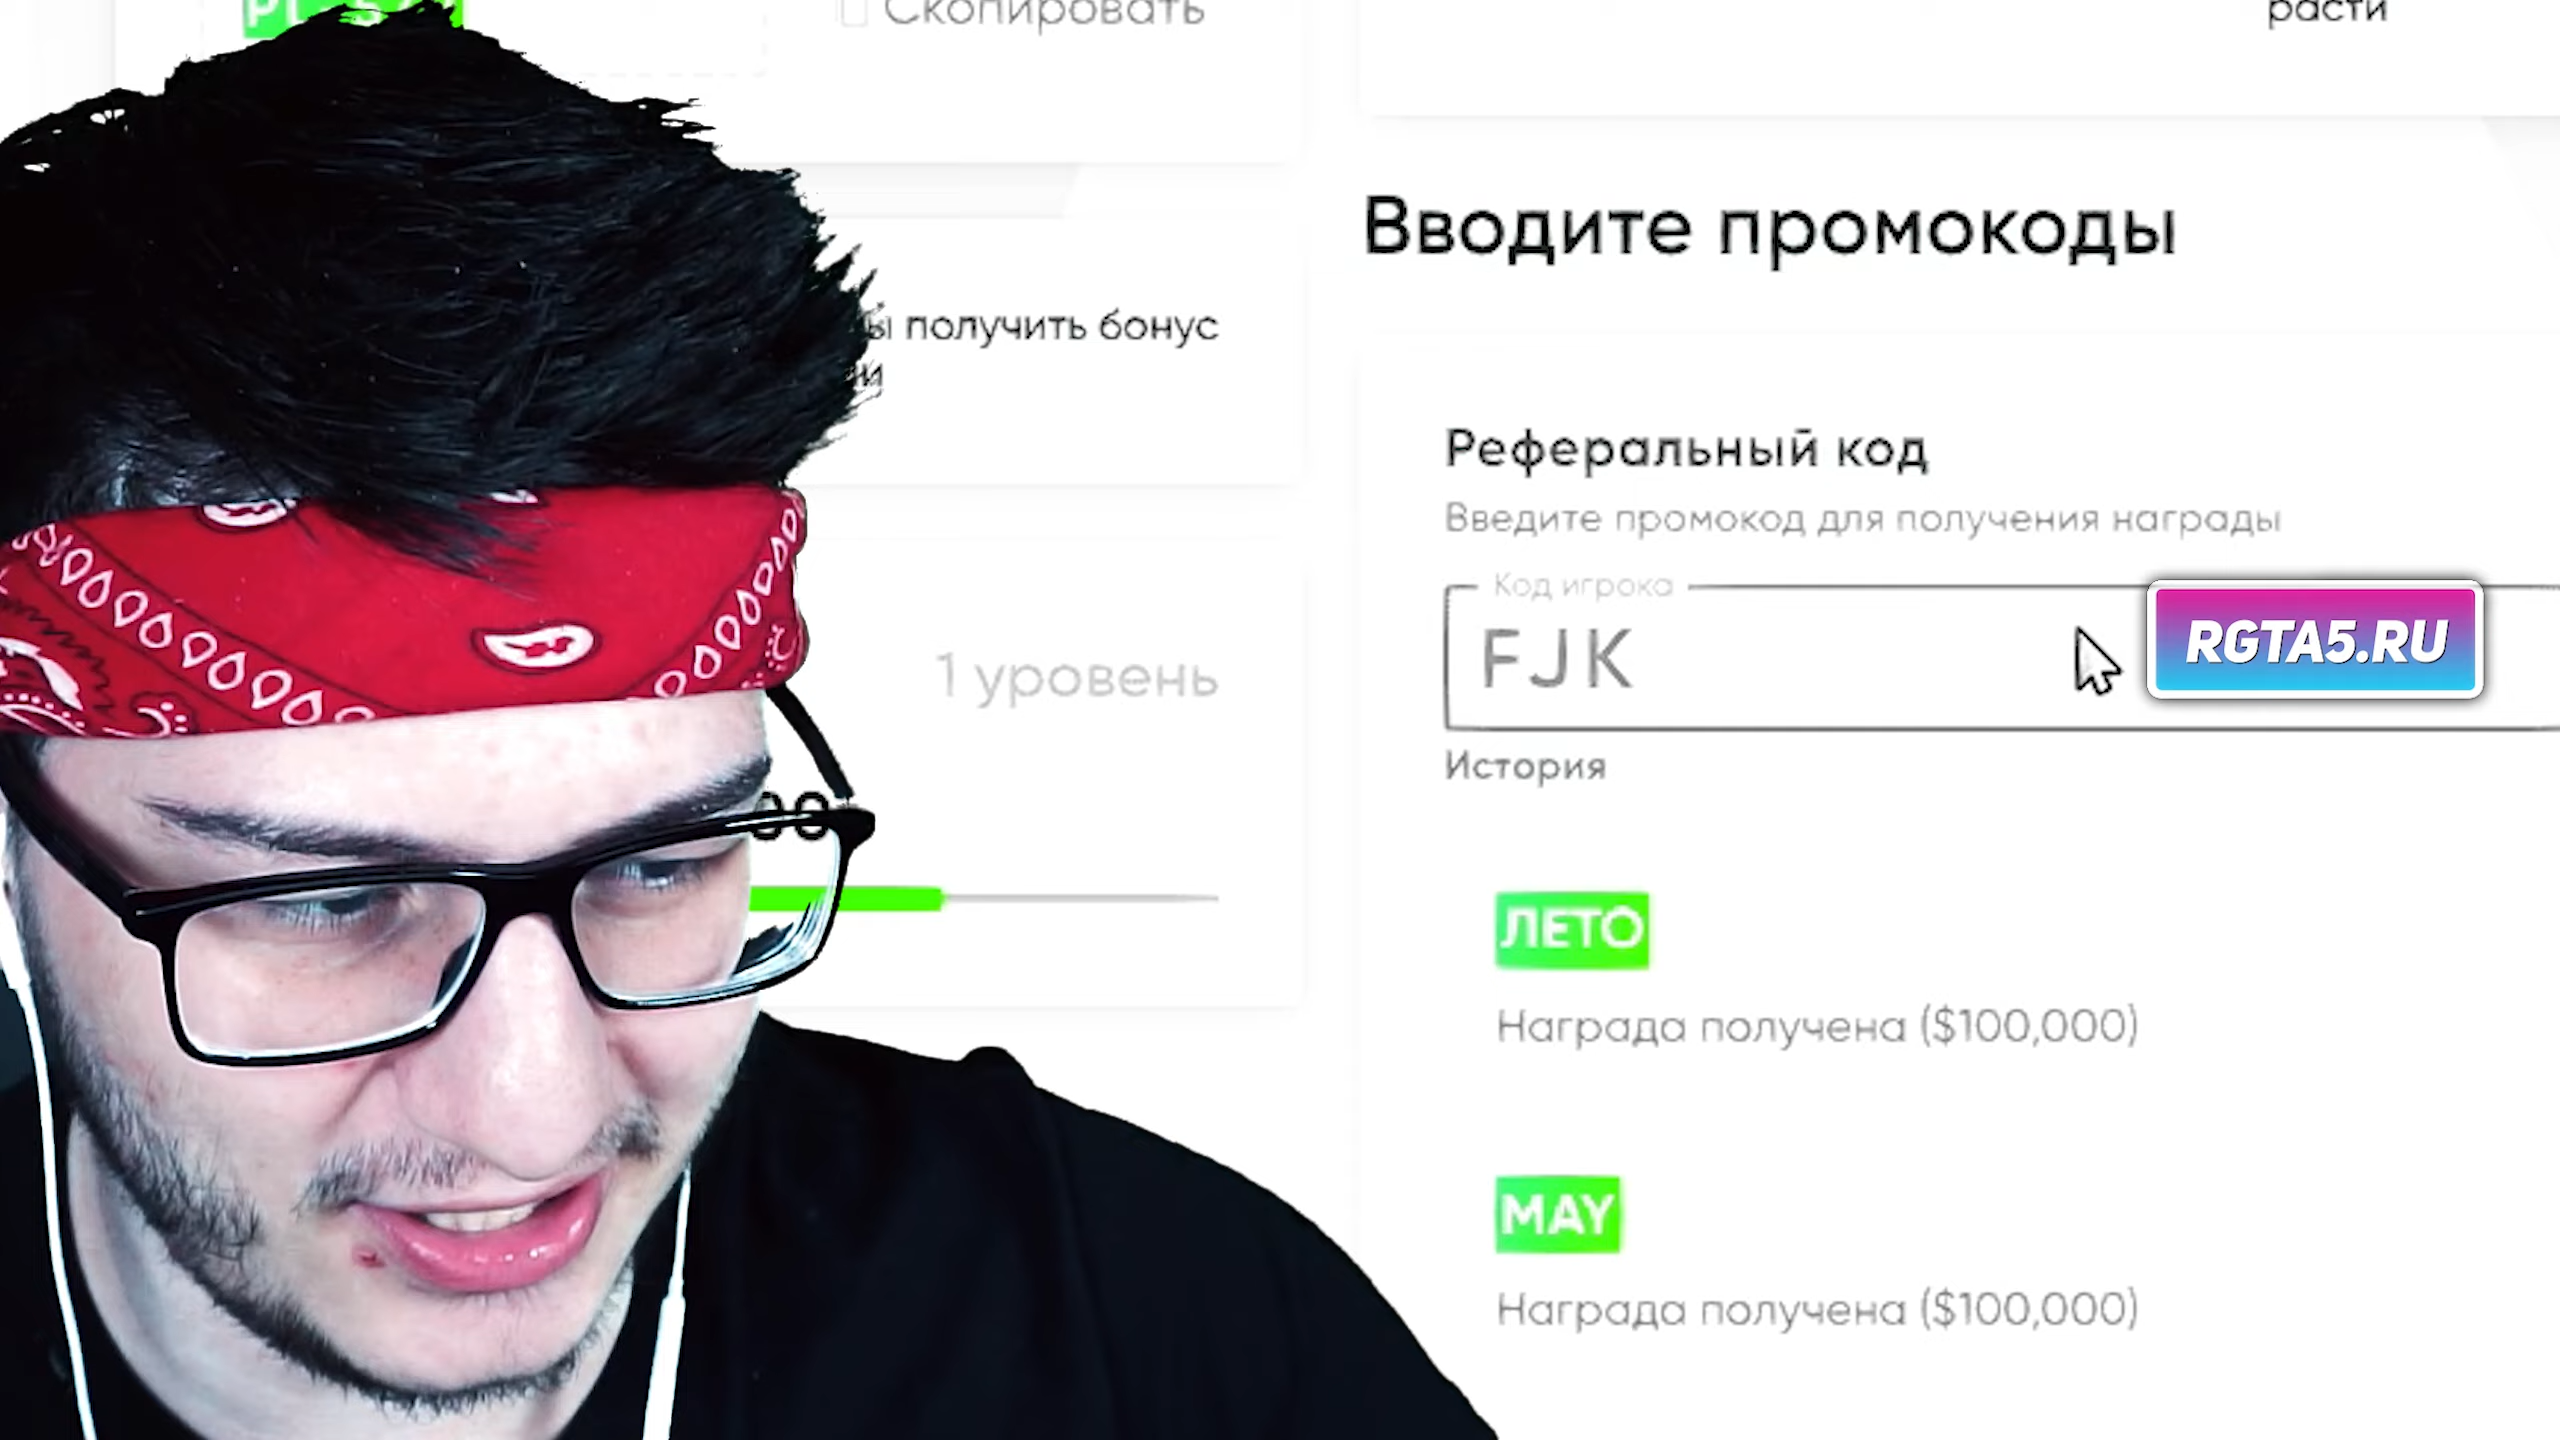 Скопировать
расти
Вводите промокоды
получить бонус
Реферальный код
Введите промокод для получения награды
Код игрока
FJK
RGTA5.RU
1 уровень
История
ЛЕТО
Награда получена ($100,000)
MAY
Награда получена ($100,000)